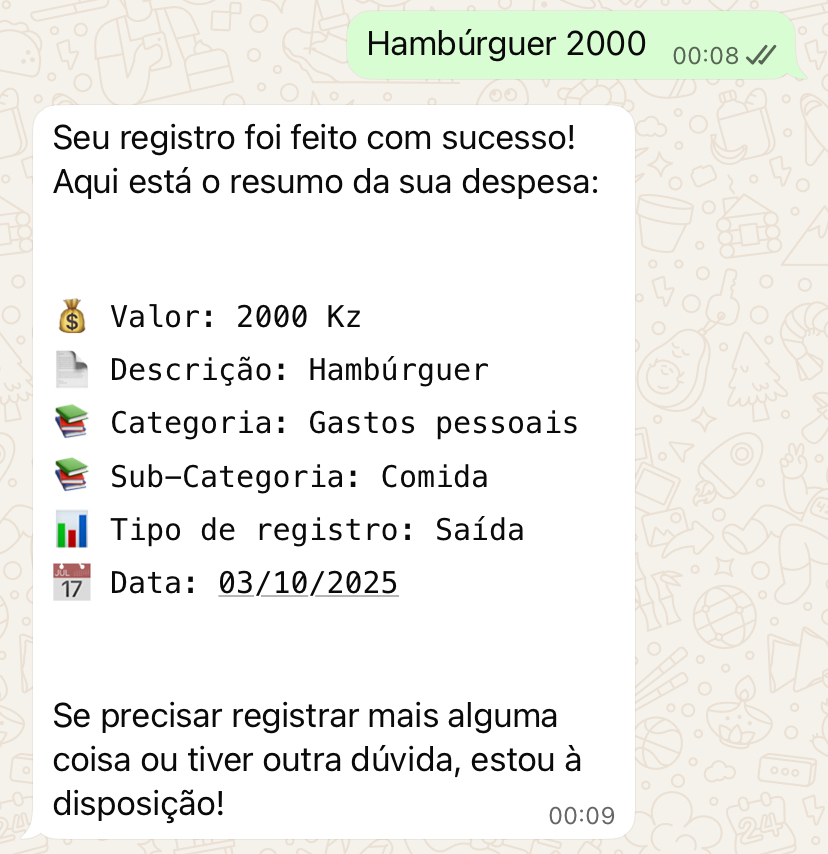 Hambúrguer 2000 00:08
Seu registro foi feito com sucesso!
Aqui está o resumo da sua despesa:
Valor: 2000 Kz
Descrição: Hambúrguer
Categoria: Gastos pessoais
Sub-Categoria: Comida
Tipo de registro: Saída
JUL
17
Data: 03/10/2025
Se precisar registrar mais alguma
coisa ou tiver outra dúvida, estou à
disposição!
00:09